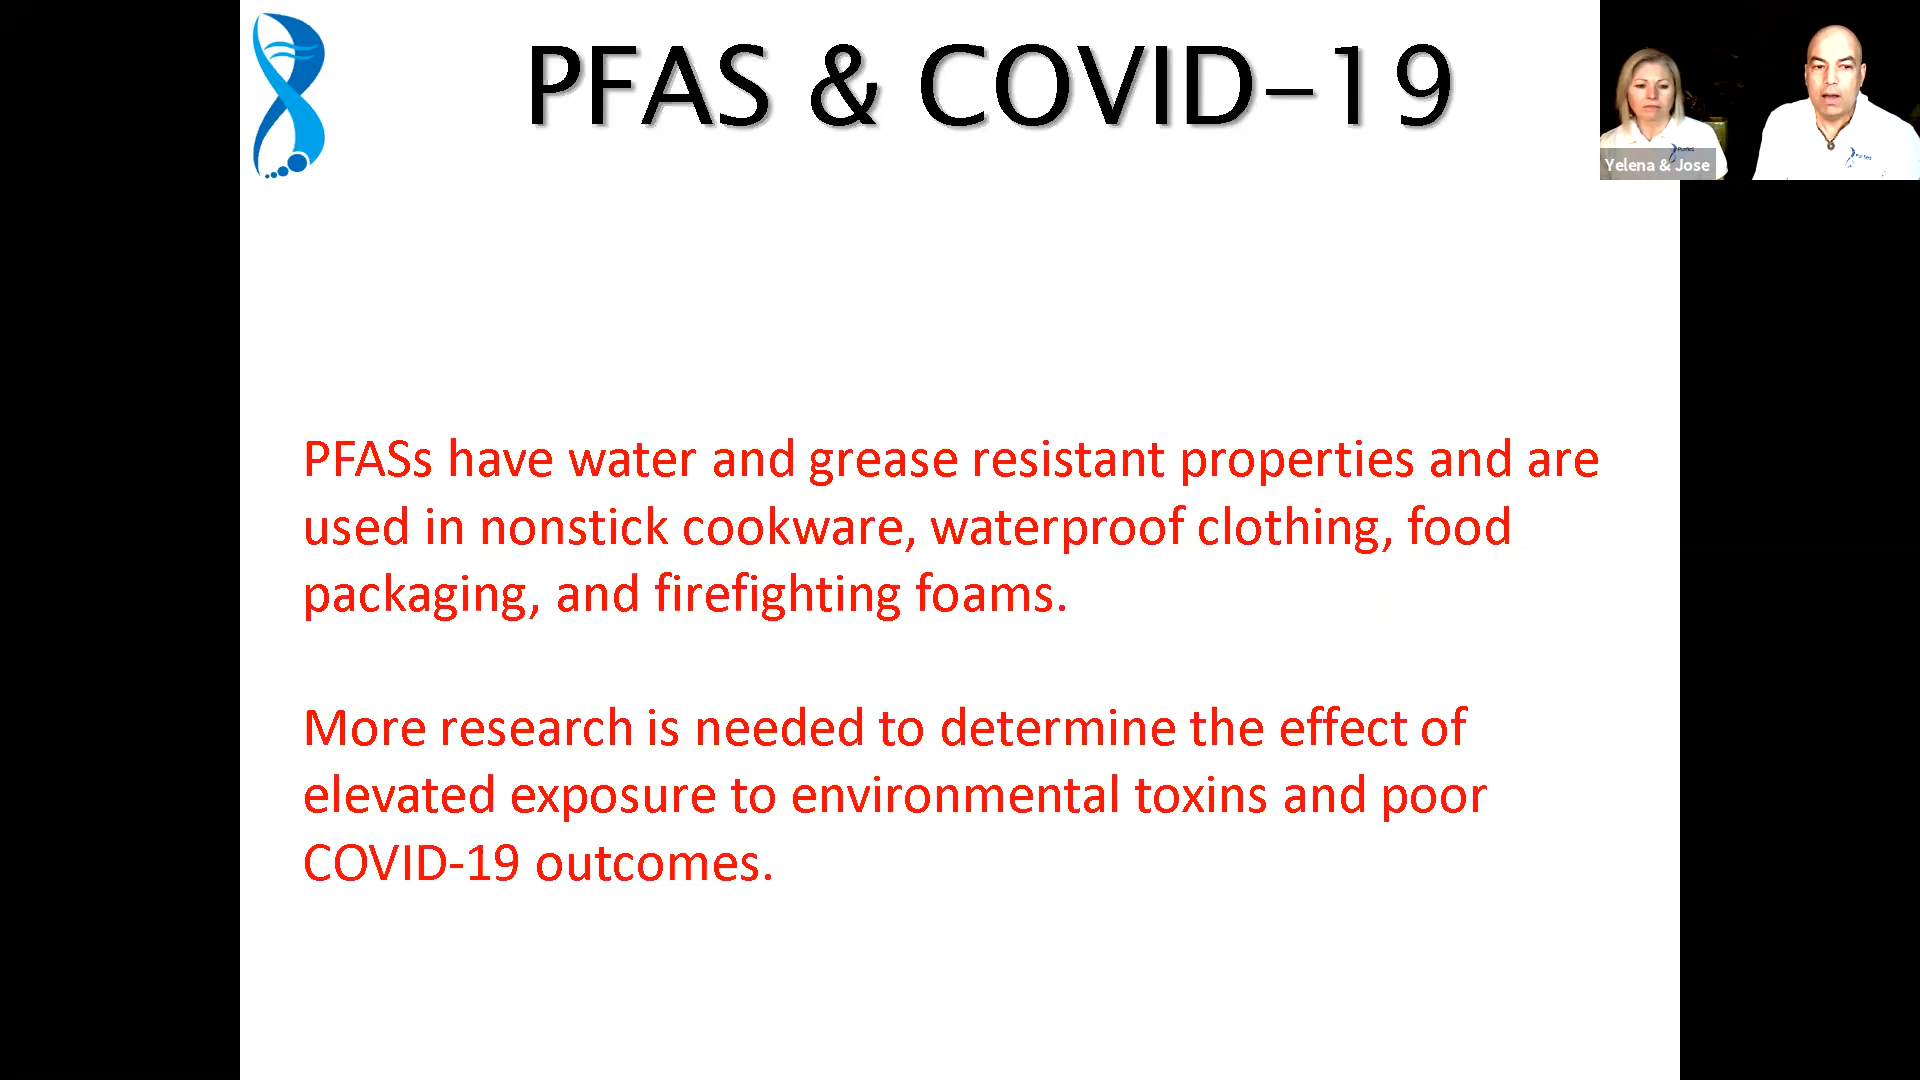 PFAS & COVID-19
Yelena & Jose
PFASs have water and grease resistant properties and are
used in nonstick cookware, waterproof clothing, food
packaging, and firefighting foams.
More research is needed to determine the effect of
elevated exposure to environmental toxins and poor
COVID-19 outcomes.